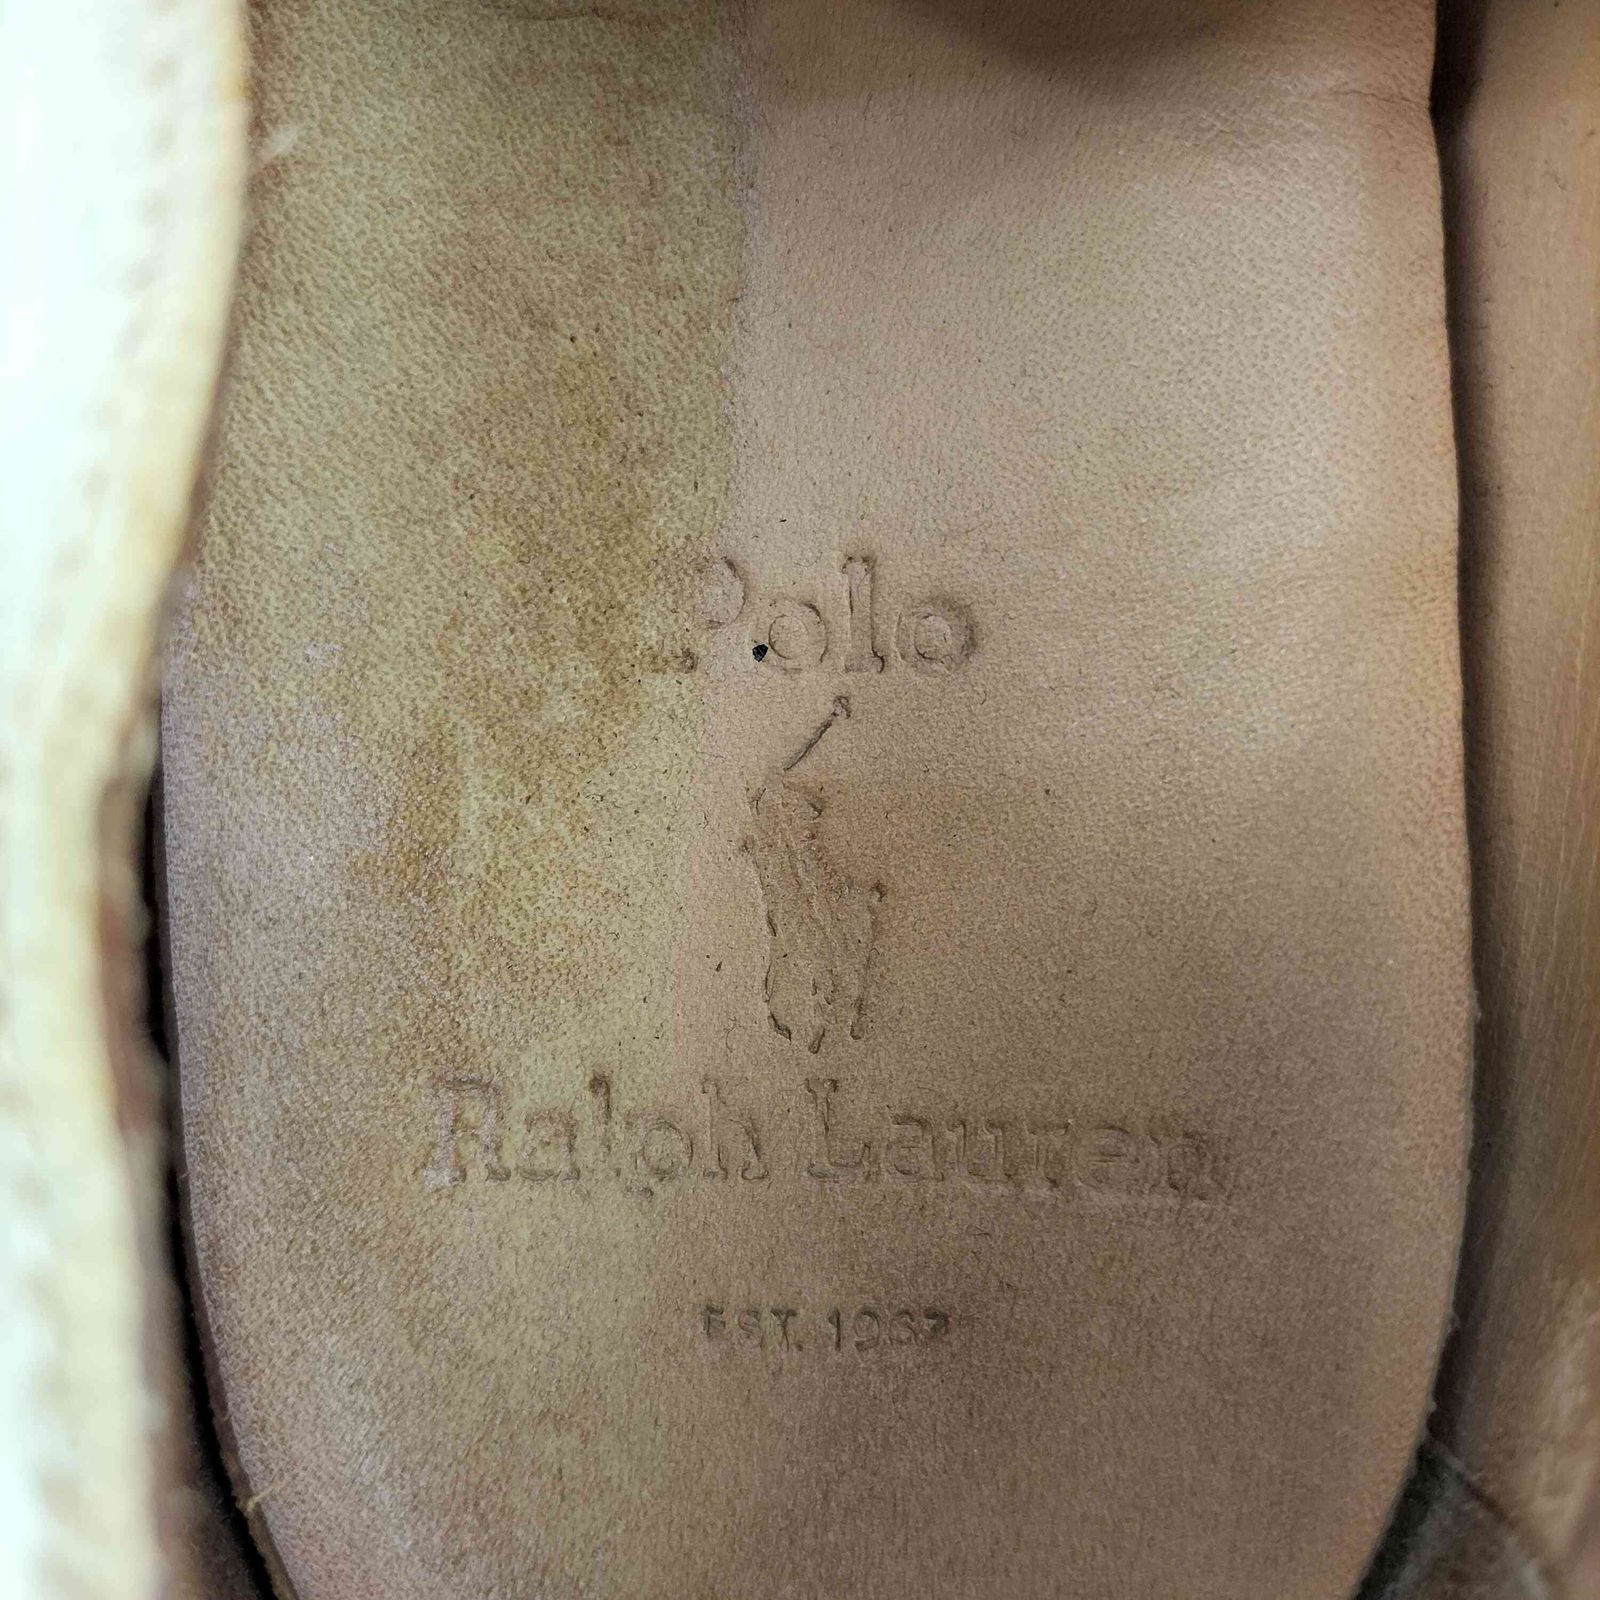 Polo
Ralph Lauren
EST. 1967